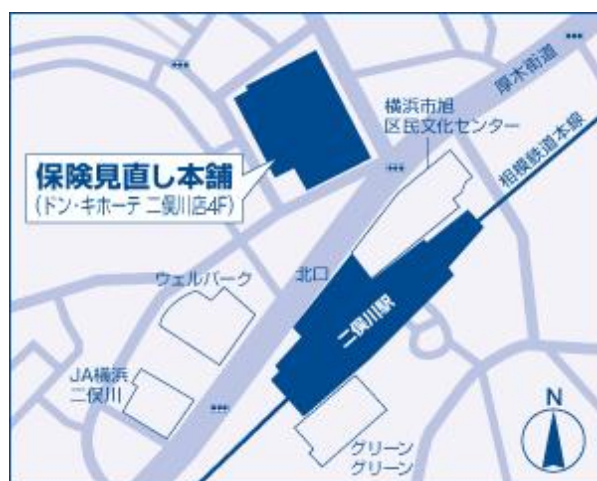 厚木街道
横浜市旭
区民文化センター
相模鉄道本線
保険見直し本舗
(ドン・キホーテ 二俣川店4F)
北口
ウェルパーク
二俣川駅
JA横浜
二俣川
グリーン
グリーン
N